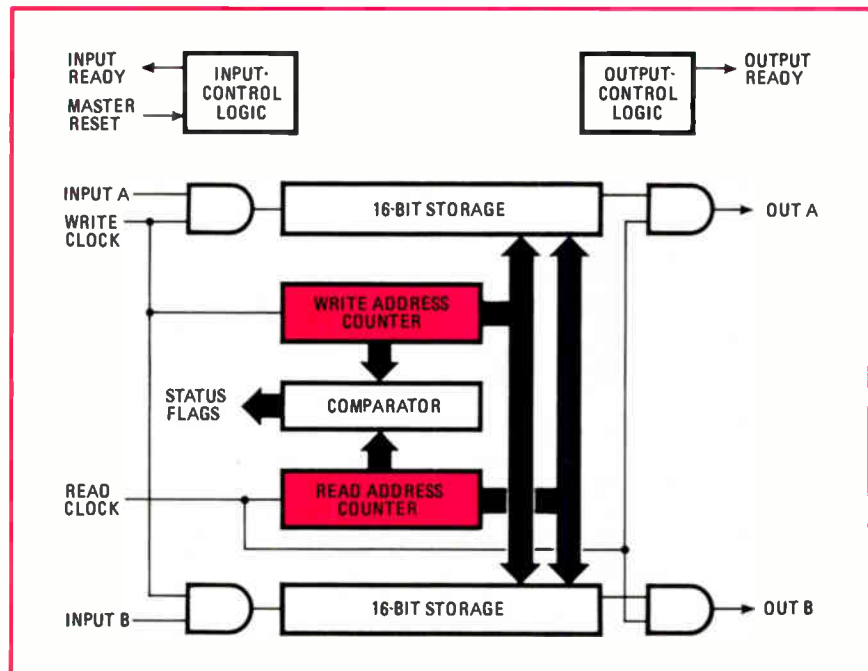 INPUT
READY
MASTER
RESET
INPUT-
CONTROL
LOGIC
OUTPUT-
CONTROL
LOGIC
OUTPUT
READY
INPUT A
WRITE
CLOCK
16-BIT STORAGE
OUT A
WRITE ADDRESS
COUNTER
STATUS
FLAGS
COMPARATOR
READ
CLOCK
READ ADDRESS
COUNTER
INPUT B
16-BIT STORAGE
OUT B